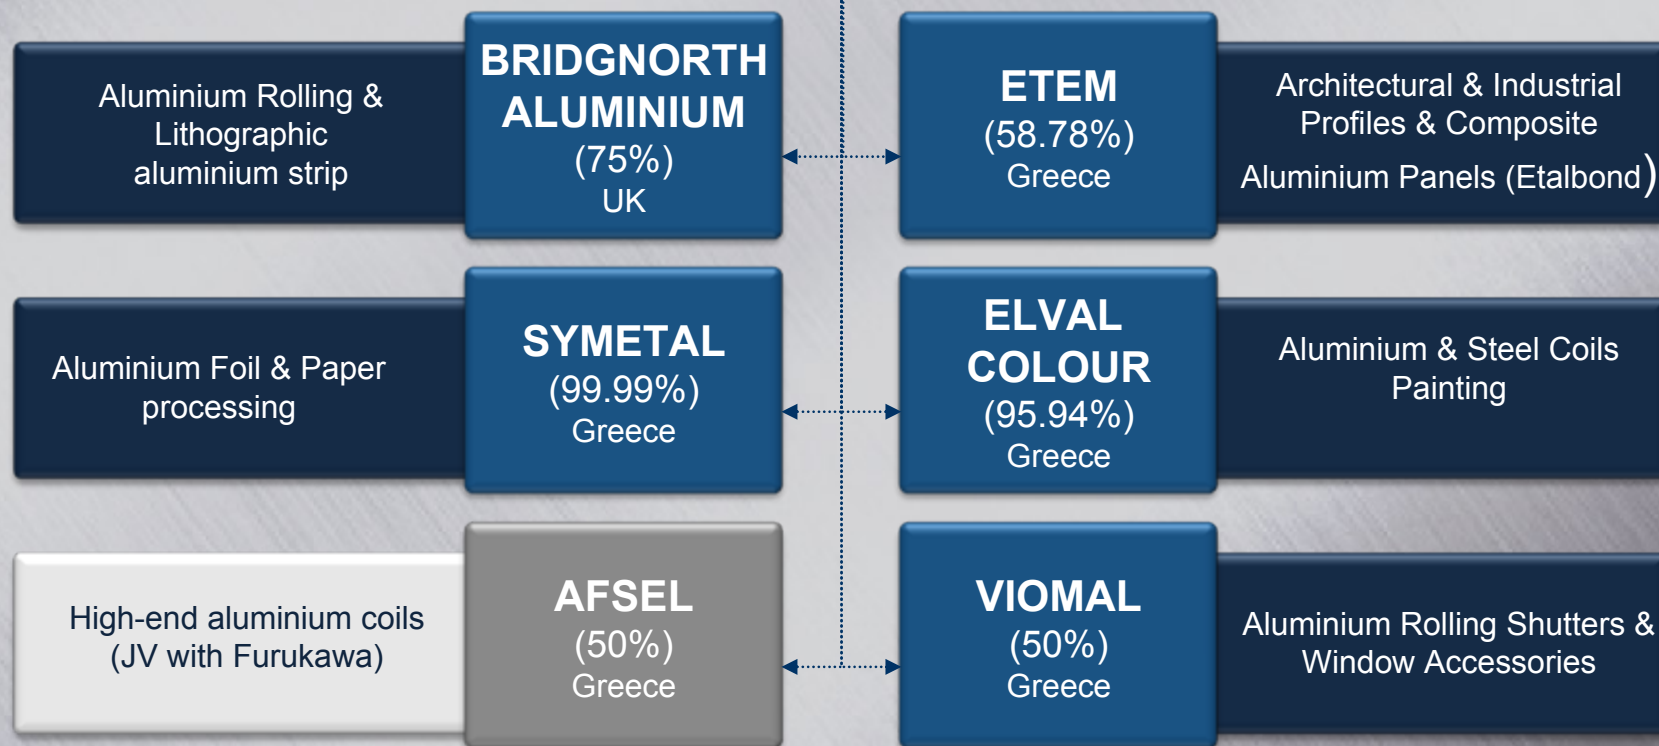 Aluminium Rolling &
Lithographic
aluminium strip
BRIDGNORTH
ALUMINIUM
(75%)
UK
ETEM
(58.78%)
Greece
Architectural & Industrial
Profiles & Composite
Aluminium Panels (Etalbond)
Aluminium Foil & Paper
processing
SYMETAL
(99.99%)
Greece
ELVAL
COLOUR
(95.94%)
Greece
Aluminium & Steel Coils
Painting
High-end aluminium coils
(JV with Furukawa)
AFSEL
(50%)
Greece
VIOMAL
(50%)
Greece
Aluminium Rolling Shutters &
Window Accessories